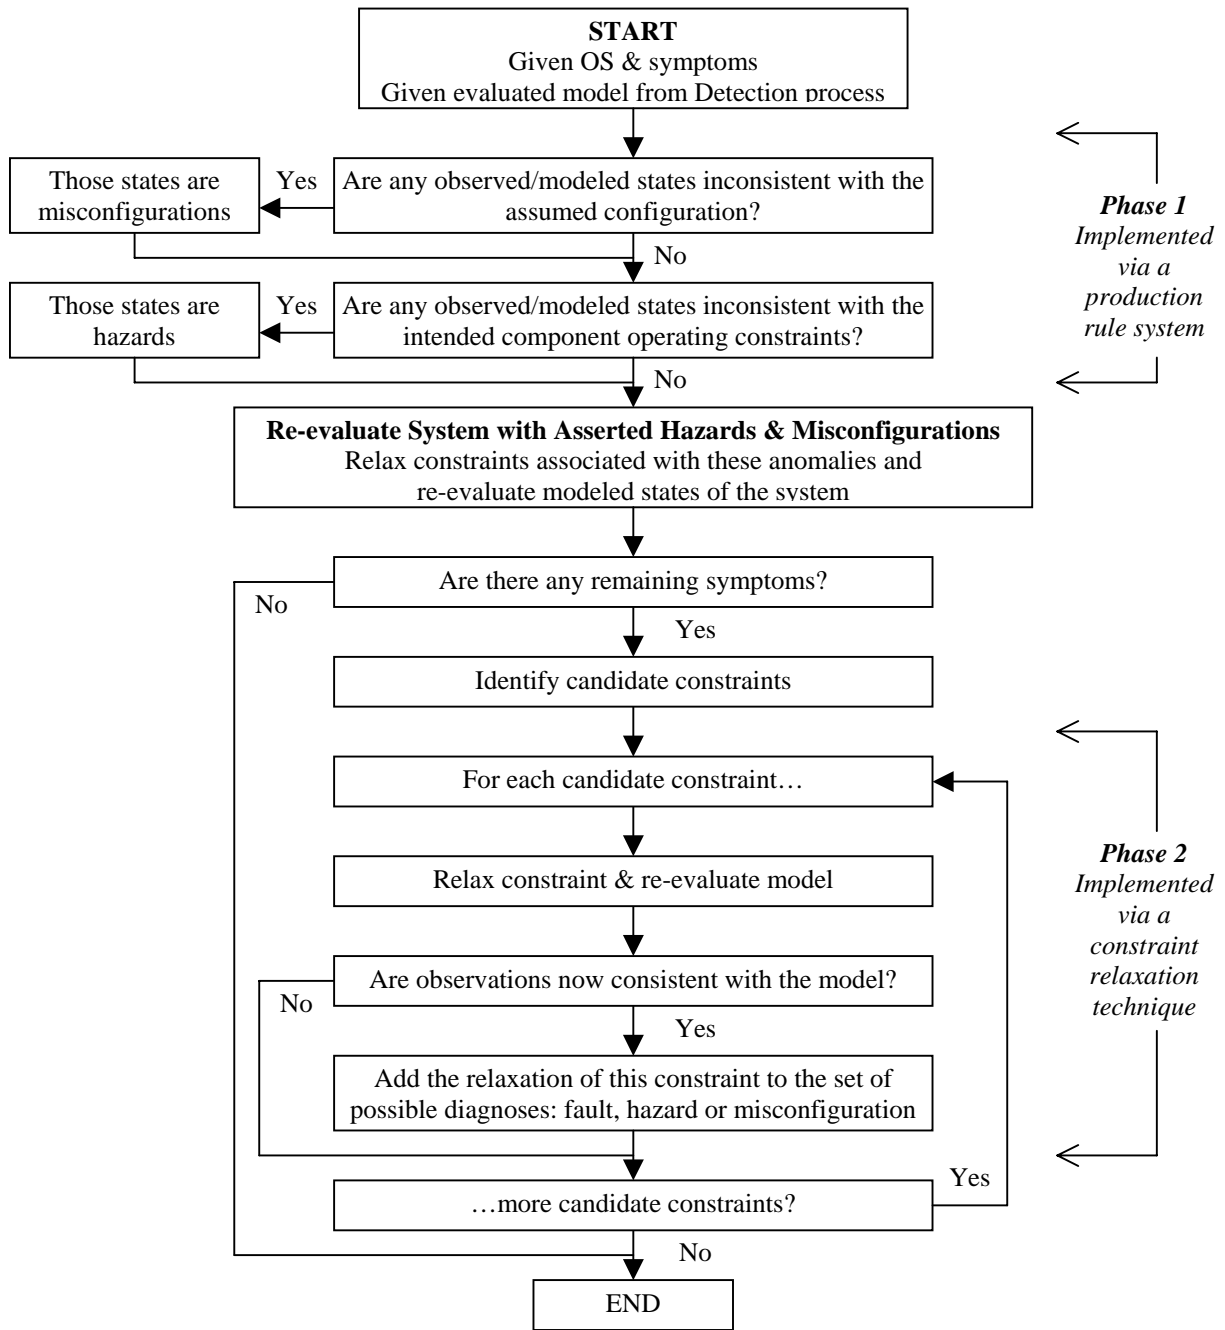 START
Given OS & symptoms
Given evaluated model from Detection process
Those states are
misconfigurations
Yes
Are any observed/modeled states inconsistent with the
assumed configuration?
No
Phase 1
Implemented
via a
production
rule system
Those states are
hazards
Yes
Are any observed/modeled states inconsistent with the
intended component operating constraints?
No
Re-evaluate System with Asserted Hazards & Misconfigurations
Relax constraints associated with these anomalies and
re-evaluate modeled states of the system
Are there any remaining symptoms?
No
Yes
Identify candidate constraints
For each candidate constraint…
Relax constraint & re-evaluate model
Phase 2
Implemented
via a
constraint
relaxation
technique
Are observations now consistent with the model?
No
Yes
Add the relaxation of this constraint to the set of
possible diagnoses: fault, hazard or misconfiguration
Yes
…more candidate constraints?
No
END